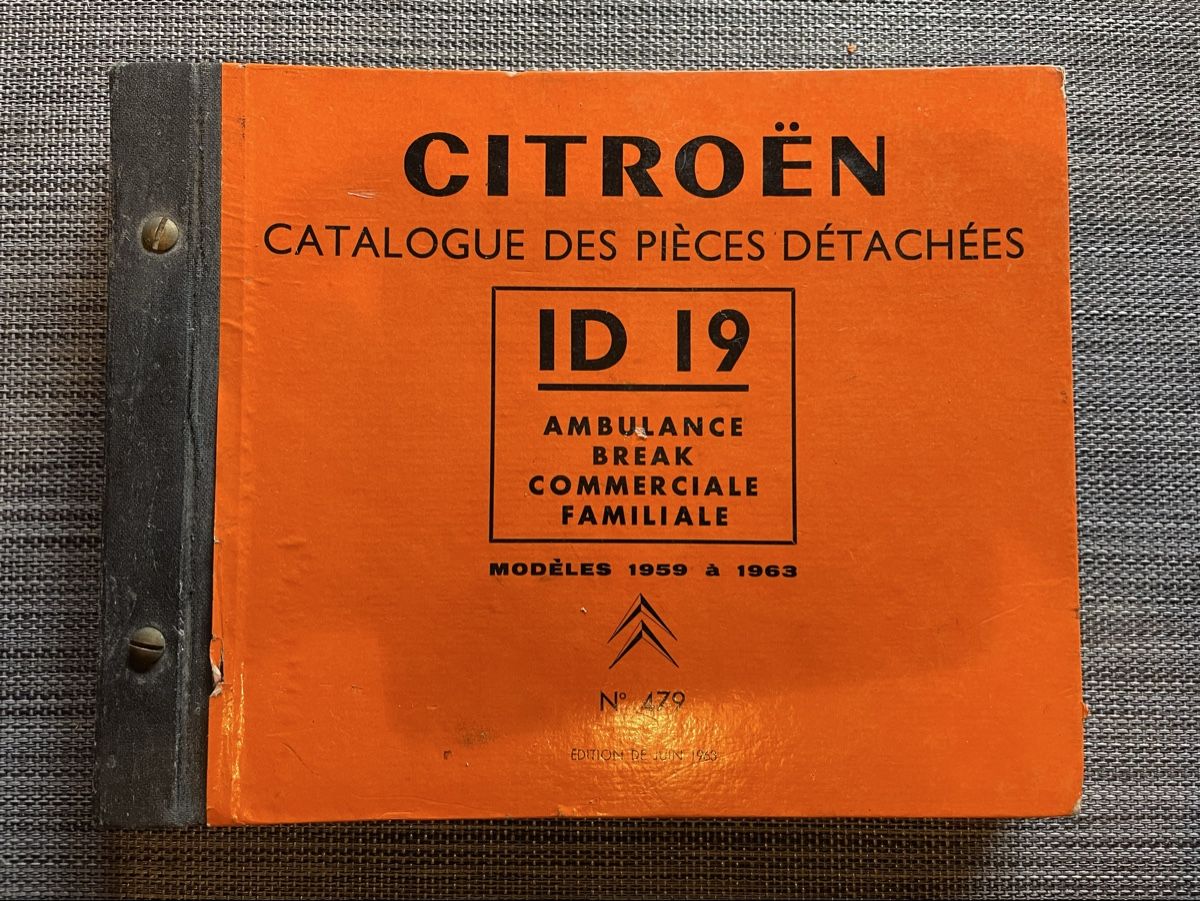 CITROËN
CATALOGUE DES PIÈCES DÉTACHÉES
ID 19
AMBULANCE
BREAK
COMMERCIALE
FAMILIALE
MODÈLES 1959 à 1963
N° 479
EDITION DE JUIN 1963